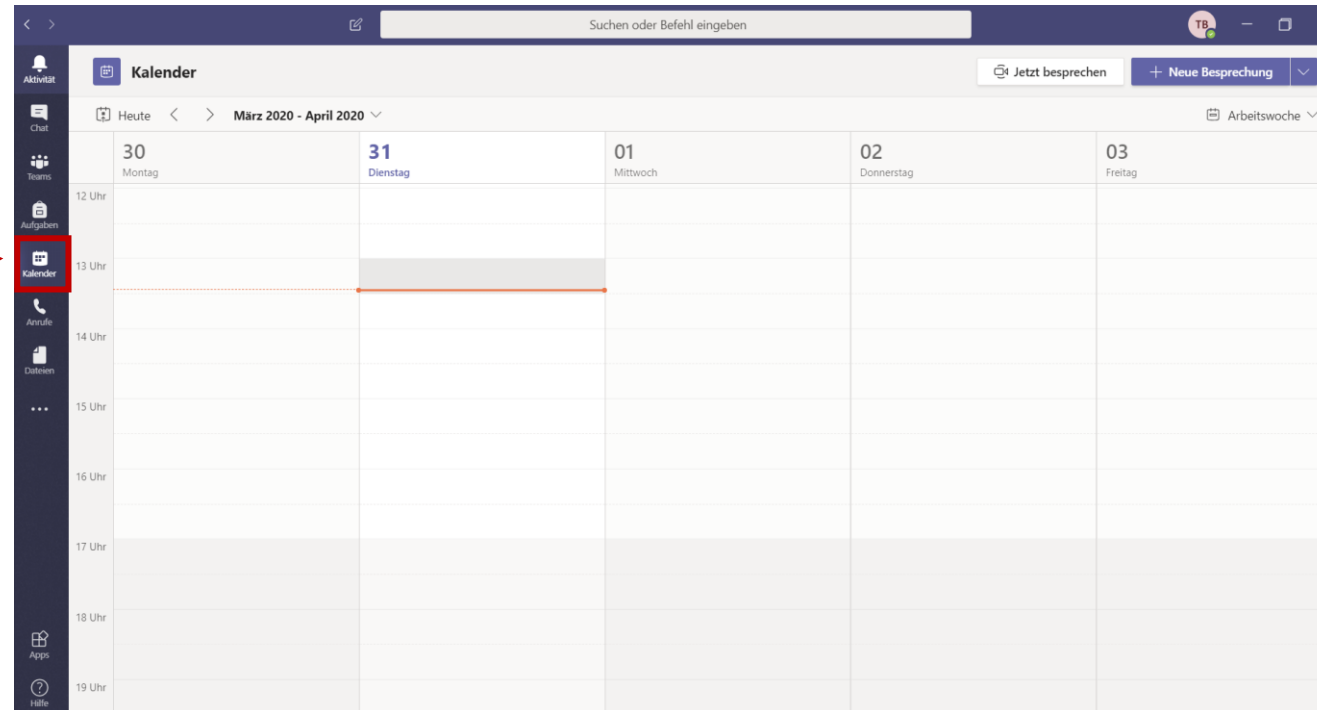 Suchen oder Befehl eingeben
TB
Aktivität
Kalender
Jetzt besprechen
+ Neue Besprechung
Chat
Heute
März 2020 - April 2020
Arbeitswoche
Teams
30
Montag
31
Dienstag
01
Mittwoch
02
Donnerstag
03
Freitag
12 Uhr
Aufgaben
Kalender
13 Uhr
Anrufe
14 Uhr
Dateien
15 Uhr
16 Uhr
17 Uhr
18 Uhr
Apps
19 Uhr
Hilfe